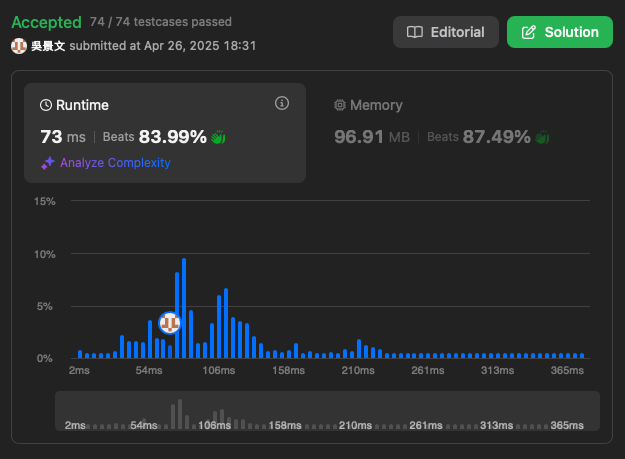 Accepted 74 / 74 testcases passed
吳景文 submitted at Apr 26, 2025 18:31
Editorial
Solution
Runtime
73 ms | Beats 83.99%
Analyze Complexity
Memory
96.91 MB | Beats 87.49%
15%
10%
5%
0%
2ms 54ms 106ms 158ms 210ms 261ms 313ms 365ms
2ms 54ms 106ms 158ms 210ms 261ms 313ms 365ms